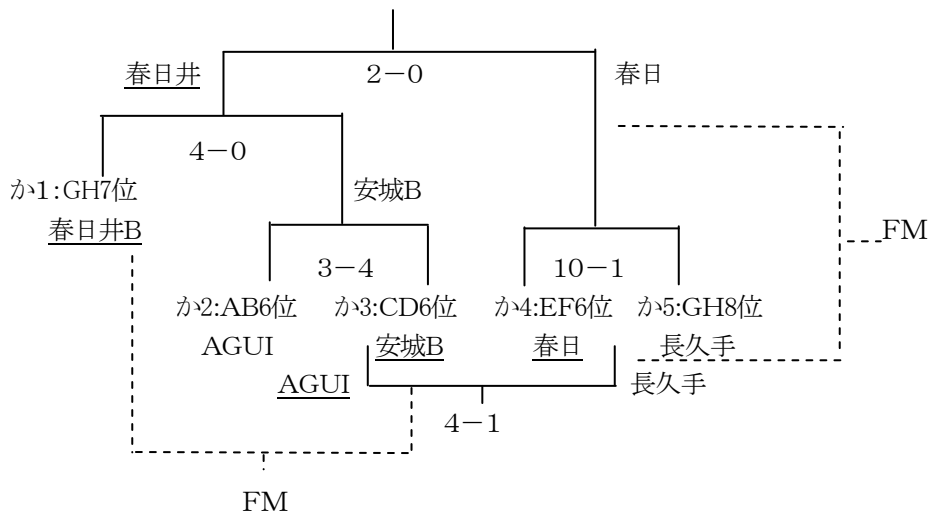 春日井
2－0
春日
4－0
か1:GH7位
春日井B
安城B
3－4
10－1
FM
か2:AB6位
か3:CD6位
か4:EF6位
か5:GH8位
AGUI
安城B
春日
長久手
AGUI
長久手
4－1
FM